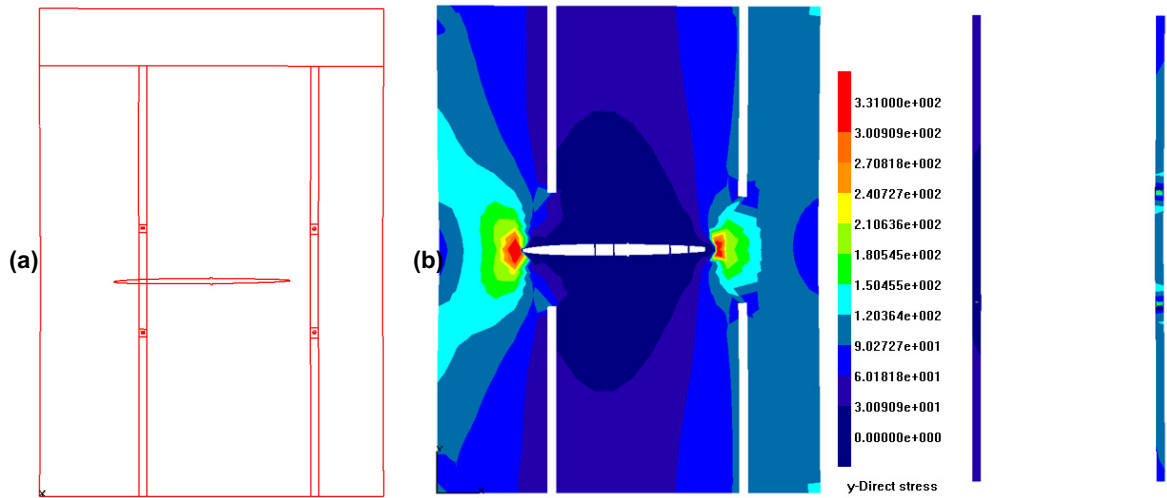 (a)
(b)
3.31000e+002
3.00909e+002
2.70818e+002
2.40727e+002
2.10636e+002
1.80545e+002
1.50455e+002
1.20364e+002
9.02727e+001
6.01818e+001
3.00909e+001
0.00000e+000
y-Direct stress
X
Y
X